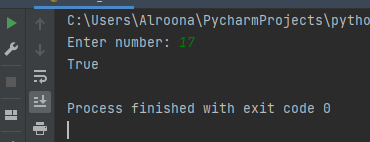 C:\Users\Alroona\PycharmProjects\pytho
Enter number: 17
True
Process finished with exit code 0